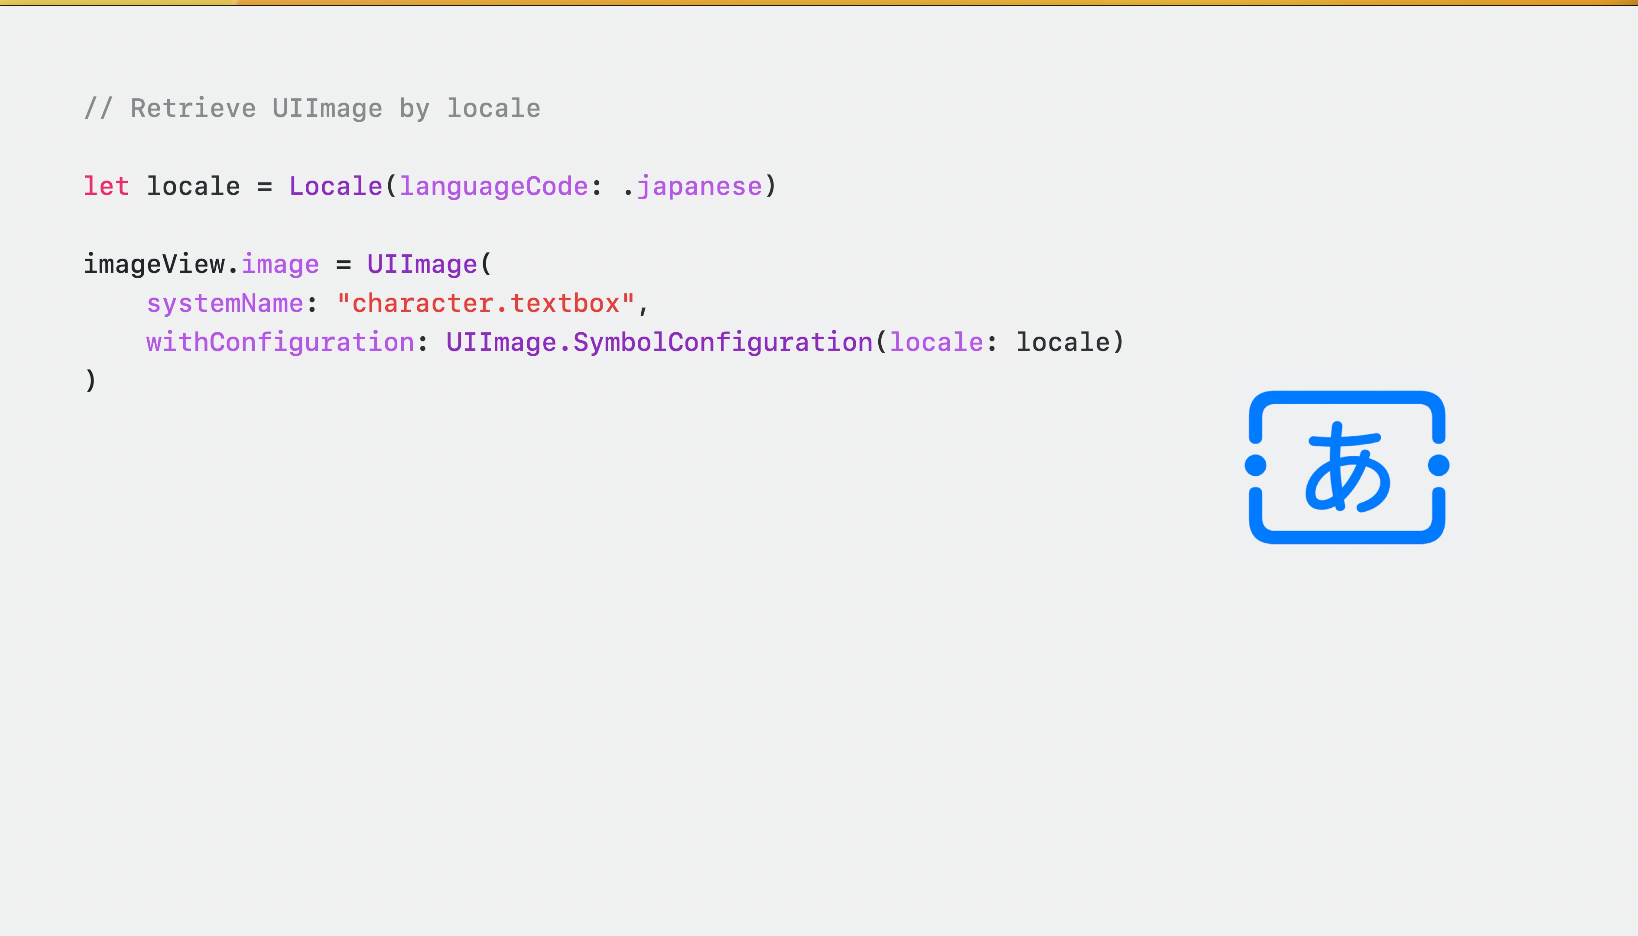 // Retrieve UIImage by locale
let locale = Locale(languageCode: .japanese)
imageView.image = UIImage(
    systemName: "character.textbox",
    withConfiguration: UIImage.SymbolConfiguration(locale: locale)
)
あ